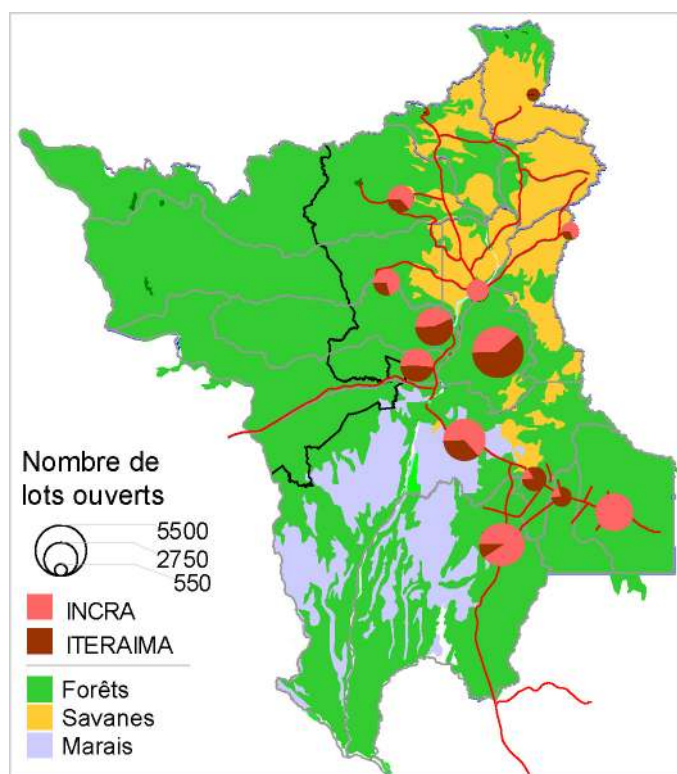 Nombre de
lots ouverts
5500
2750
550
INCRA
ITERAIMA
Forêts
Savanes
Marais